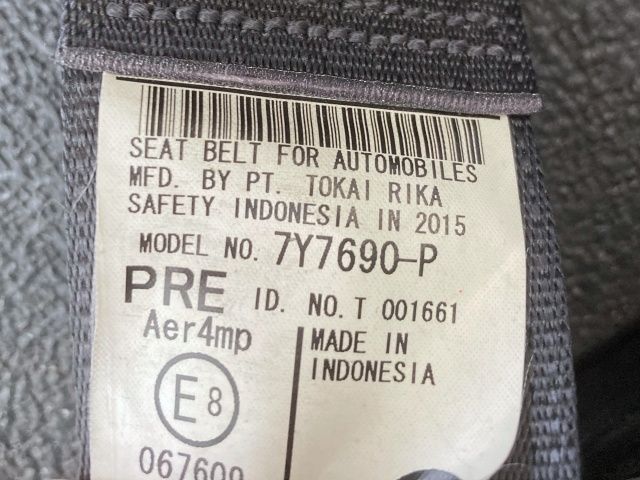 SEAT BELT FOR AUTOMOBILES
MFD. BY PT. TOKAI RIKA
SAFETY INDONESIA IN 2015
MODEL NO. 7Y7690-P
PRE ID. NO. T 001661
Aer4mp
MADE IN
INDONESIA
E8
067609